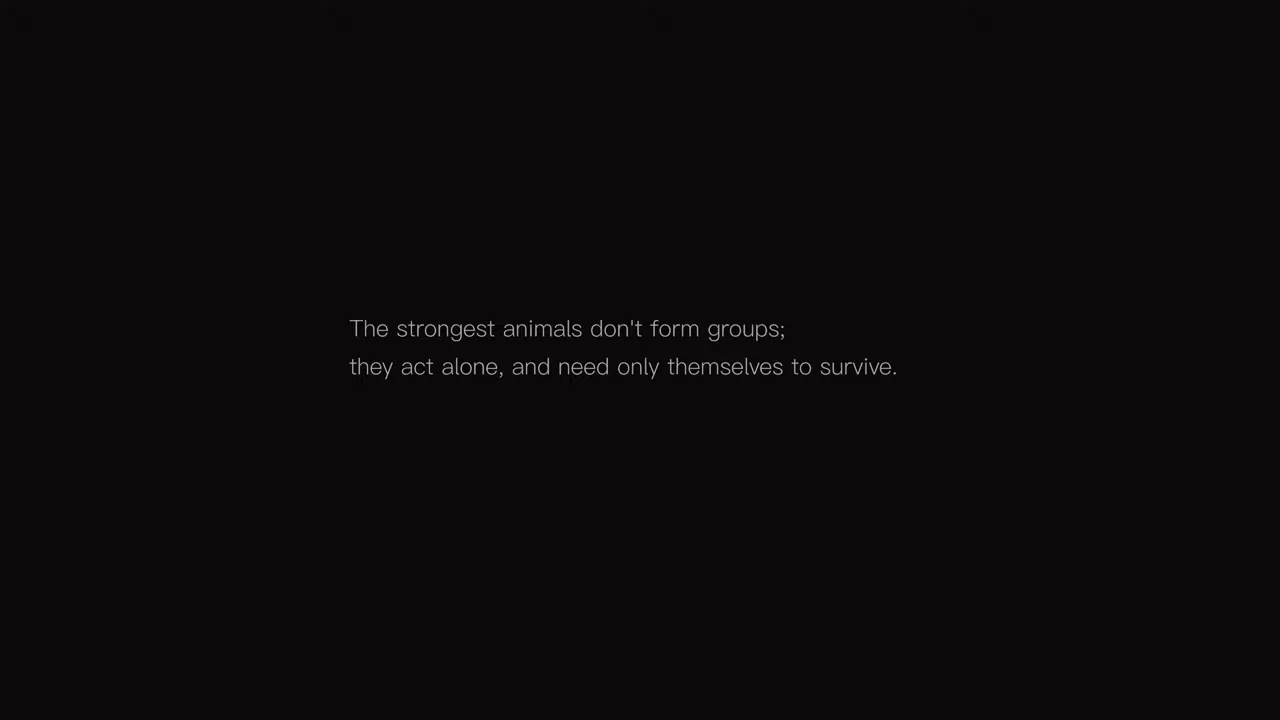 The strongest animals don't form groups;
they act alone, and need only themselves to survive.